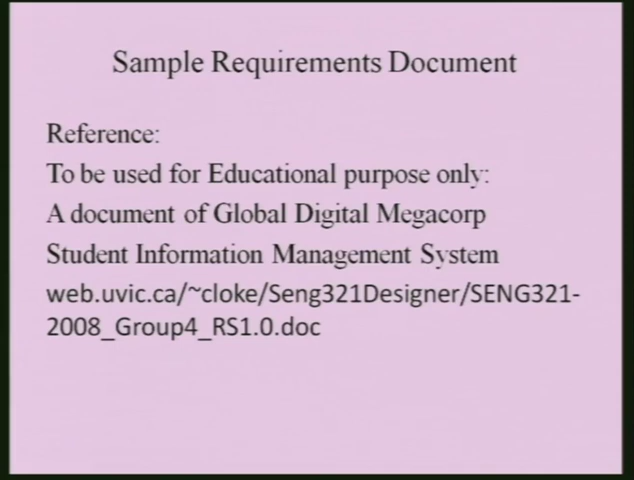 Sample Requirements Document
Reference:
To be used for Educational purpose only:
A document of Global Digital Megacorp
Student Information Management System
web.uvic.ca/~cloke/Seng321Designer/SENG321-
2008_Group4_RS1.0.doc